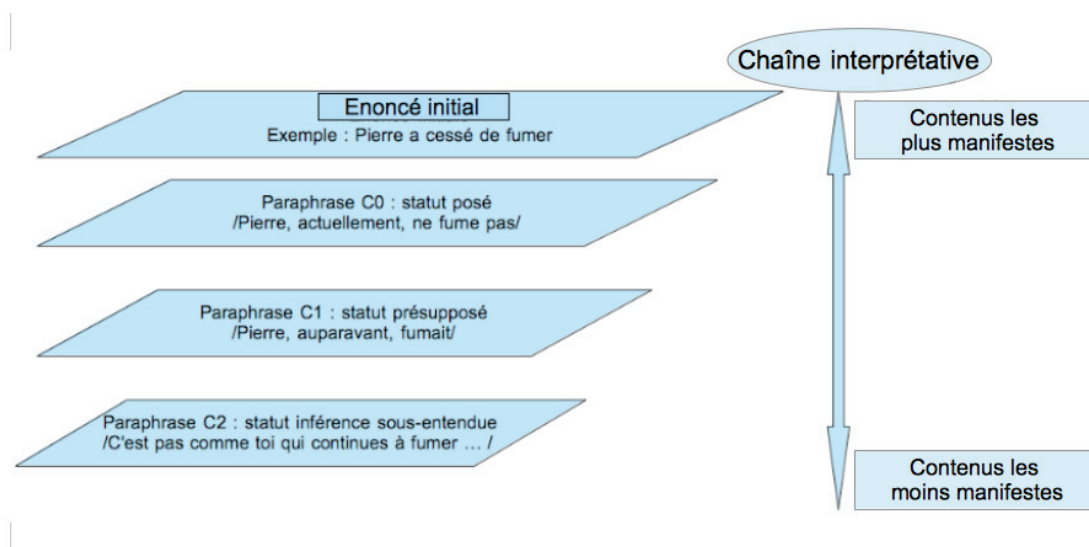 Chaîne interprétative
Enoncé initial
Exemple : Pierre a cessé de fumer
Contenus les
plus manifestes
Paraphrase C0 : statut posé
/Pierre, actuellement, ne fume pas/
Paraphrase C1 : statut présupposé
/Pierre, auparavant, fumait/
Paraphrase C2 : statut inférence sous-entendue
/C'est pas comme toi qui continues à fumer ... /
Contenus les
moins manifestes